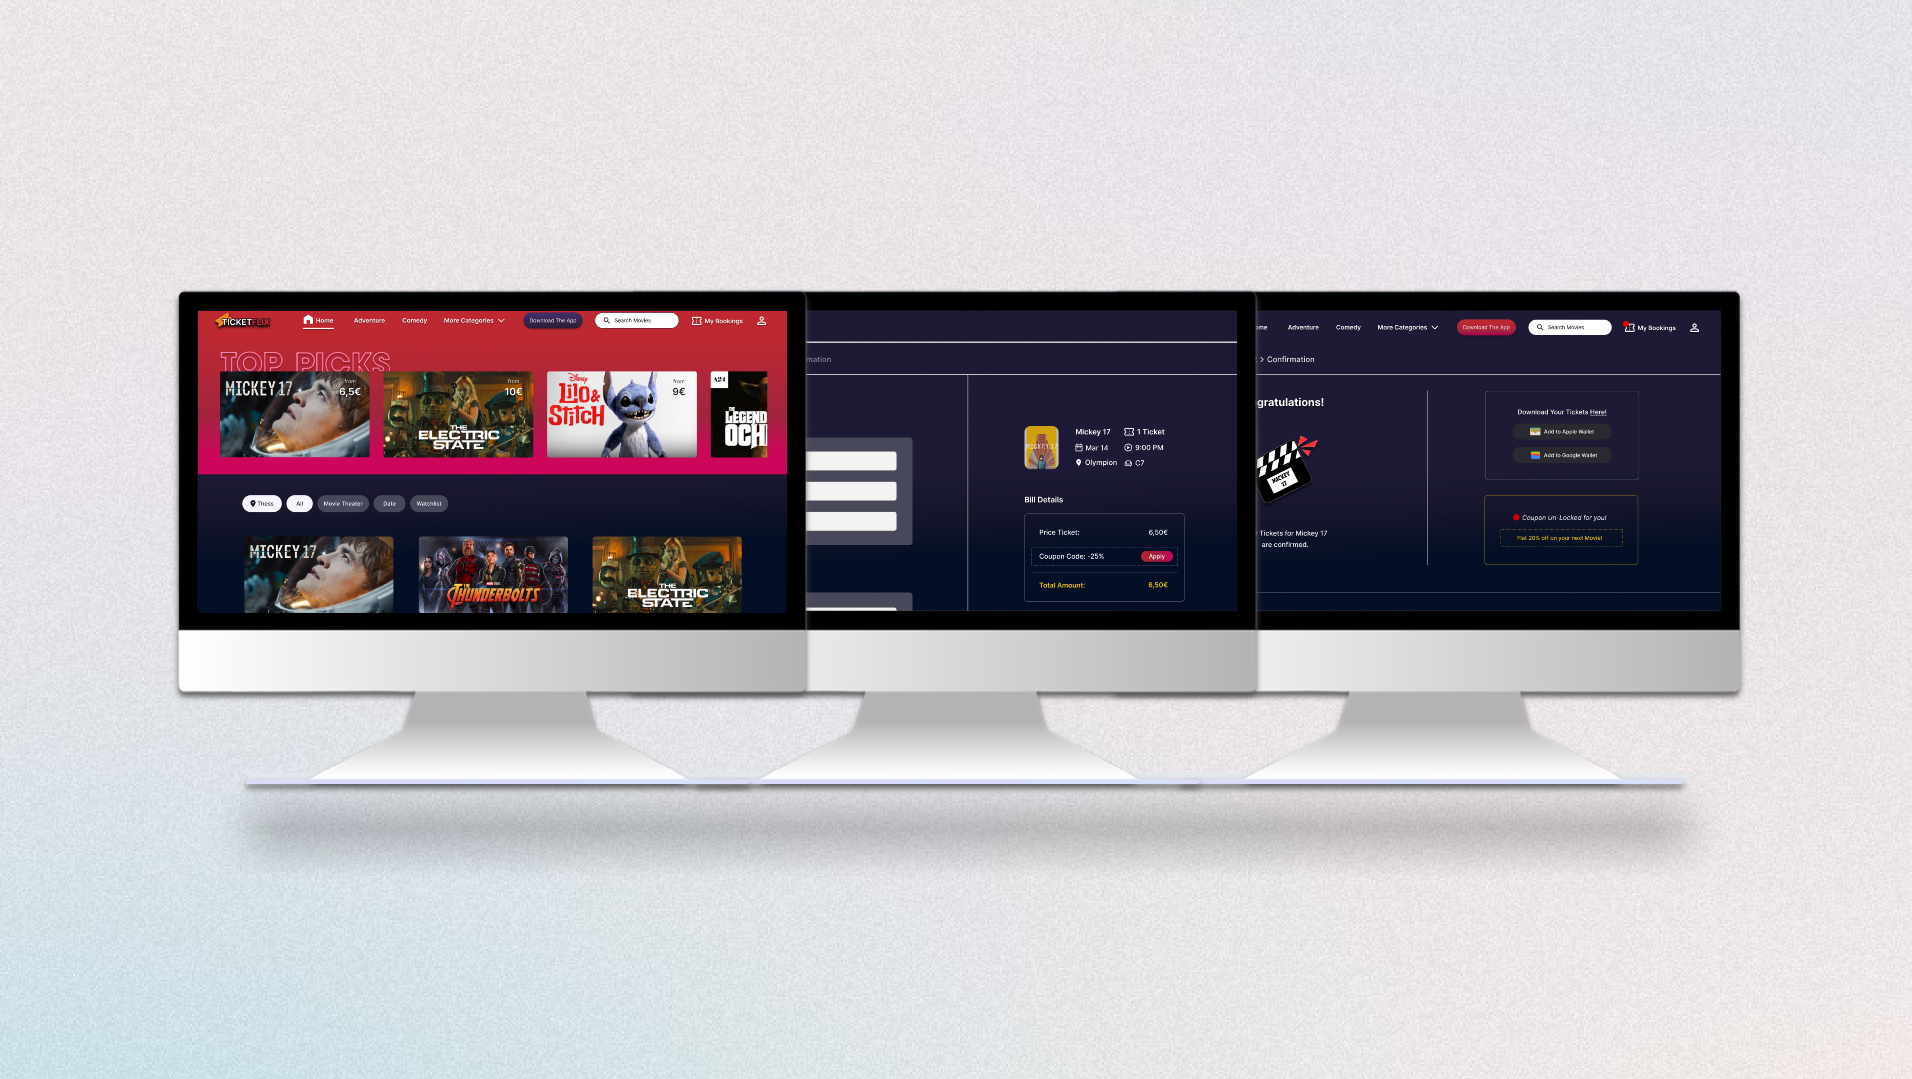 TICKETFLIX
Home
Adventure
Comedy
More Categories
Download The App
Search Movies
My Bookings
TOP PICKS
MICKEY 17
from
6,5€
from
10€
THE
ELECTRIC
STATE
Disney
Lilo &
Stitch
from
9€
A24
THE
LEGEND
OCH
Thess
All
Movie Theater
Date
Watchlist
MICKEY 17
THUNDERBOLTS
THE
ELECTRIC
STATE
mation
MICKEY 17
Mickey 17
1 Ticket
Mar 14
9:00 PM
Olympion
C7
Bill Details
Price Ticket:
6,50€
Coupon Code: -25%
Apply
Total Amount:
6,50€
ome
Adventure
Comedy
More Categories
Download The App
Search Movies
My Bookings
> Confirmation
gratulations!
MICKEY
17
Tickets for Mickey 17
are confirmed.
Download Your Tickets Here!
Add to Apple Wallet
Add to Google Wallet
Coupon Un-Locked for you!
Flat 20% off on your next Movie!